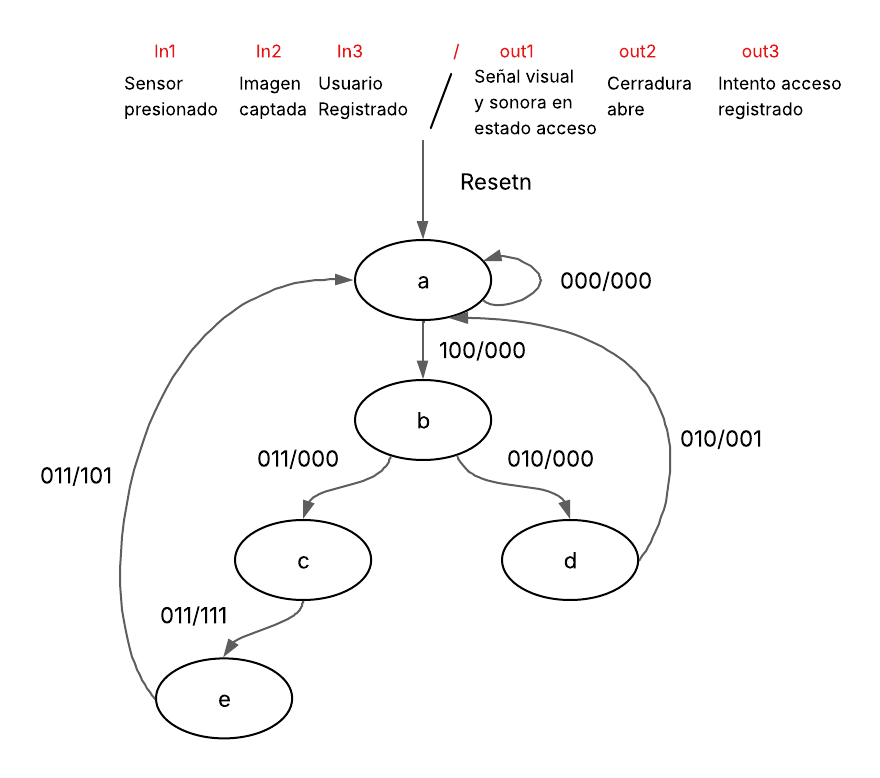 In1 In2 In3 / out1 out2 out3
Sensor presionado
Imagen captada
Usuario Registrado
Señal visual y sonora en estado acceso
Cerradura abre
Intento acceso registrado
Resetn
a
000/000
100/000
b
010/001
011/000
010/000
011/101
c
d
011/111
e